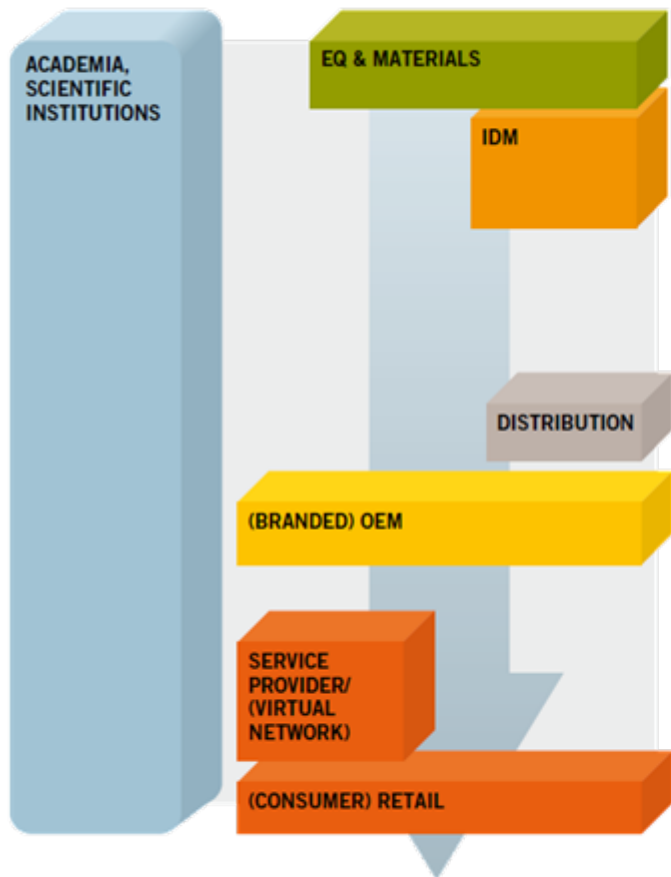 ACADEMIA,
SCIENTIFIC
INSTITUTIONS
EQ & MATERIALS
IDM
DISTRIBUTION
(BRANDED) OEM
SERVICE
PROVIDER/
(VIRTUAL
NETWORK)
(CONSUMER) RETAIL